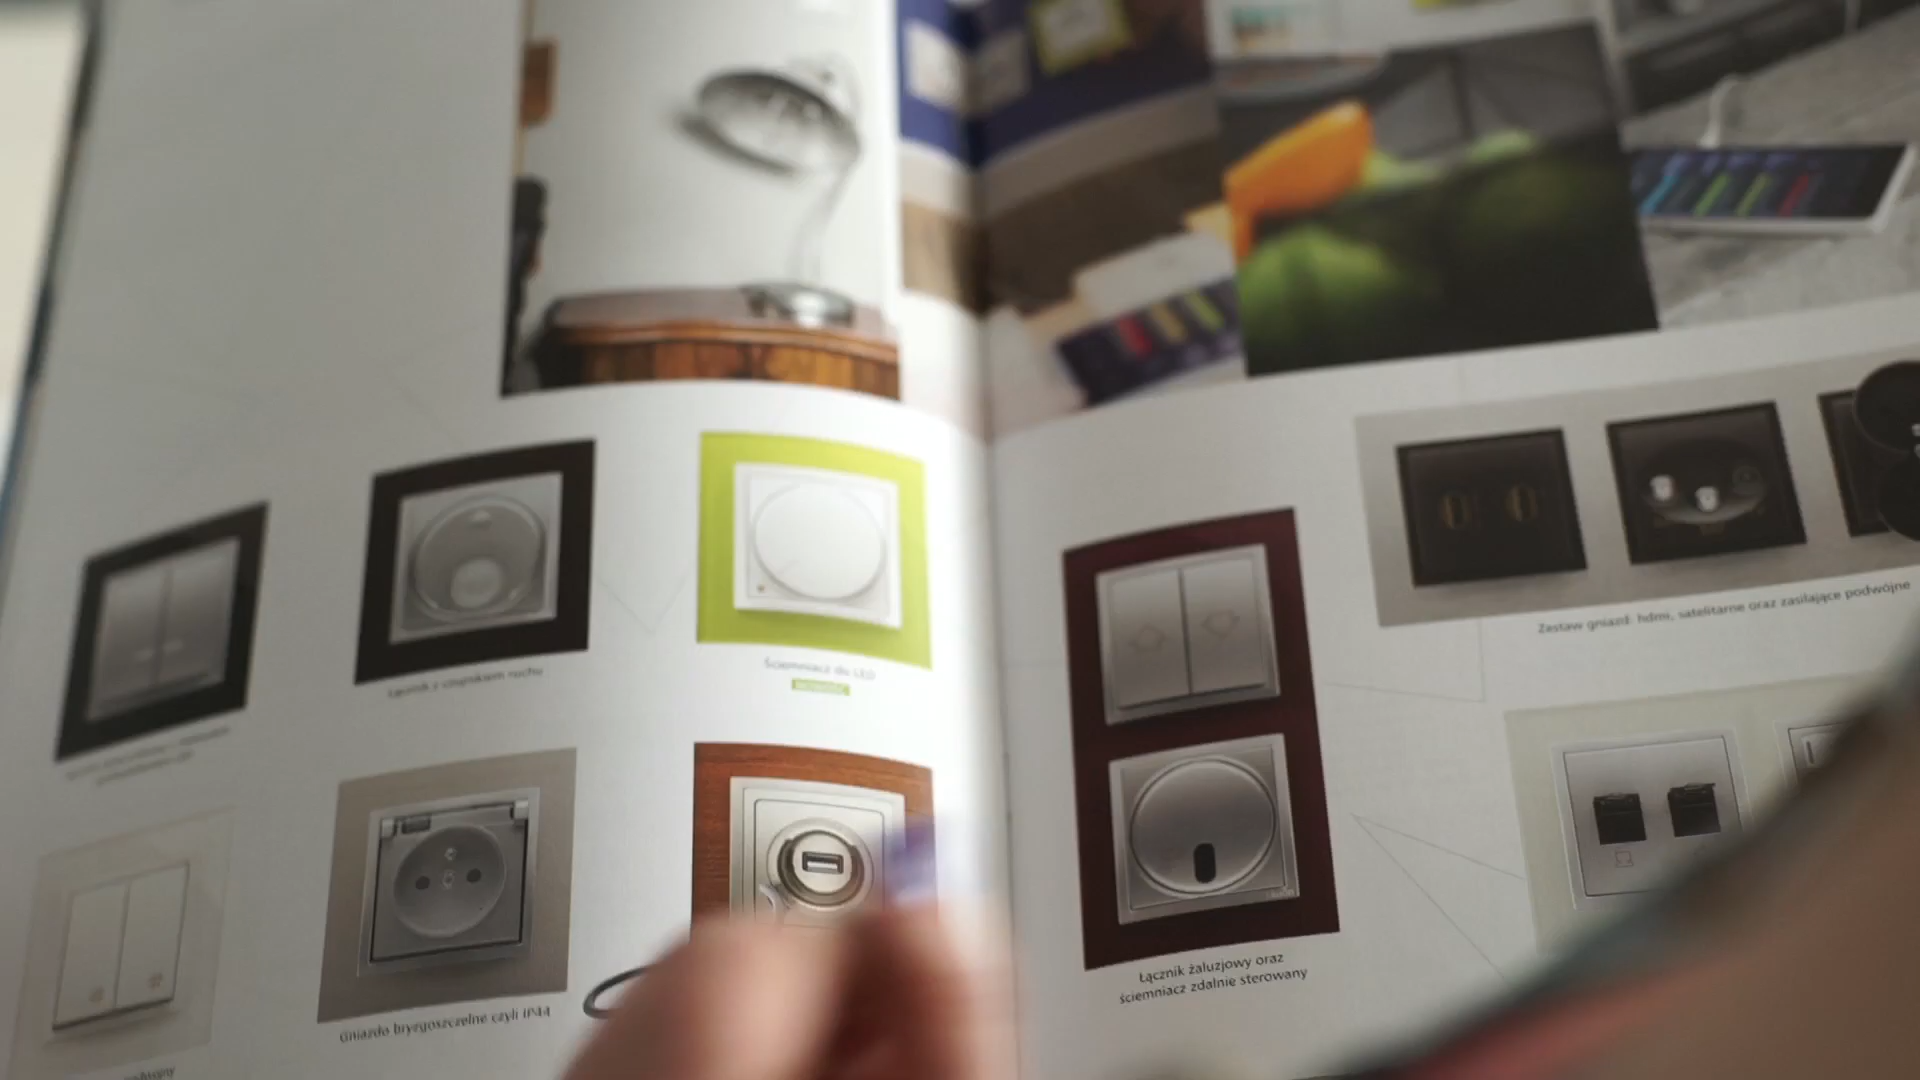 Łącznik z czujnikiem ruchu
Ściemniacz do LED
NOWOŚĆ
Gniazdo bryzgoszczelne czyli IP44
Zestaw gniazd: hdmi, satelitarne oraz zasilające podwójne
Łącznik żaluzjowy oraz
ściemniacz zdalnie sterowany